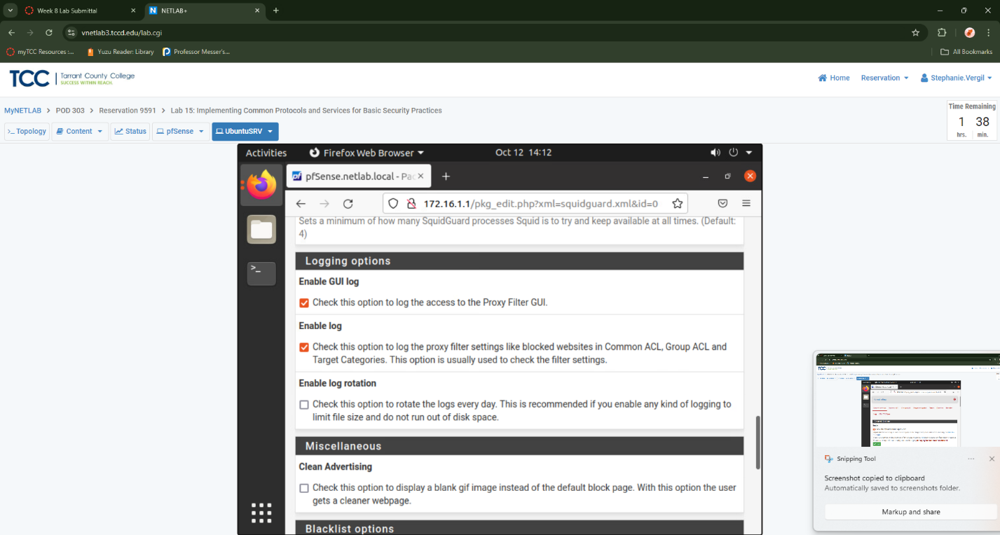 Week 8 Lab Submittal
NETLAB+
vnetlab3.tccd.edu/lab.cgi
myTCC Resources :...
Yuzu Reader: Library
Professor Messer's...
All Bookmarks
TCC
Tarrant County College
SUCCESS WITHIN REACH.
Home
Reservation
Stephanie.Vergil
MyNETLAB > POD 303 > Reservation 9591 > Lab 15: Implementing Common Protocols and Services for Basic Security Practices
Time Remaining
1 38
hrs. min.
>_ Topology
Content
Status
pfSense
UbuntuSRV
Activities
Firefox Web Browser
Oct 12 14:12
pfSense.netlab.local - Pac
172.16.1.1/pkg_edit.php?xml=squidguard.xml&id=0
Sets a minimum of how many SquidGuard processes Squid is to try and keep available at all times. (Default:
4)
Logging options
Enable GUI log
Check this option to log the access to the Proxy Filter GUI.
Enable log
Check this option to log the proxy filter settings like blocked websites in Common ACL, Group ACL and
Target Categories. This option is usually used to check the filter settings.
Enable log rotation
Check this option to rotate the logs every day. This is recommended if you enable any kind of logging to
limit file size and do not run out of disk space.
Miscellaneous
Clean Advertising
Check this option to display a blank gif image instead of the default block page. With this option the user
gets a cleaner webpage.
Blacklist options
TCC
Snipping Tool
Screenshot copied to clipboard
Automatically saved to screenshots folder.
Markup and share